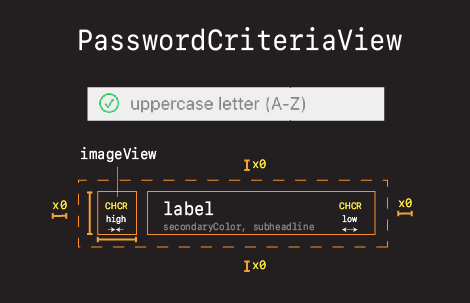 PasswordCriteriaView
uppercase letter (A-Z)
imageView
x0
x0
CHCR
high
label
secondaryColor, subheadline
CHCR
low
x0
x0